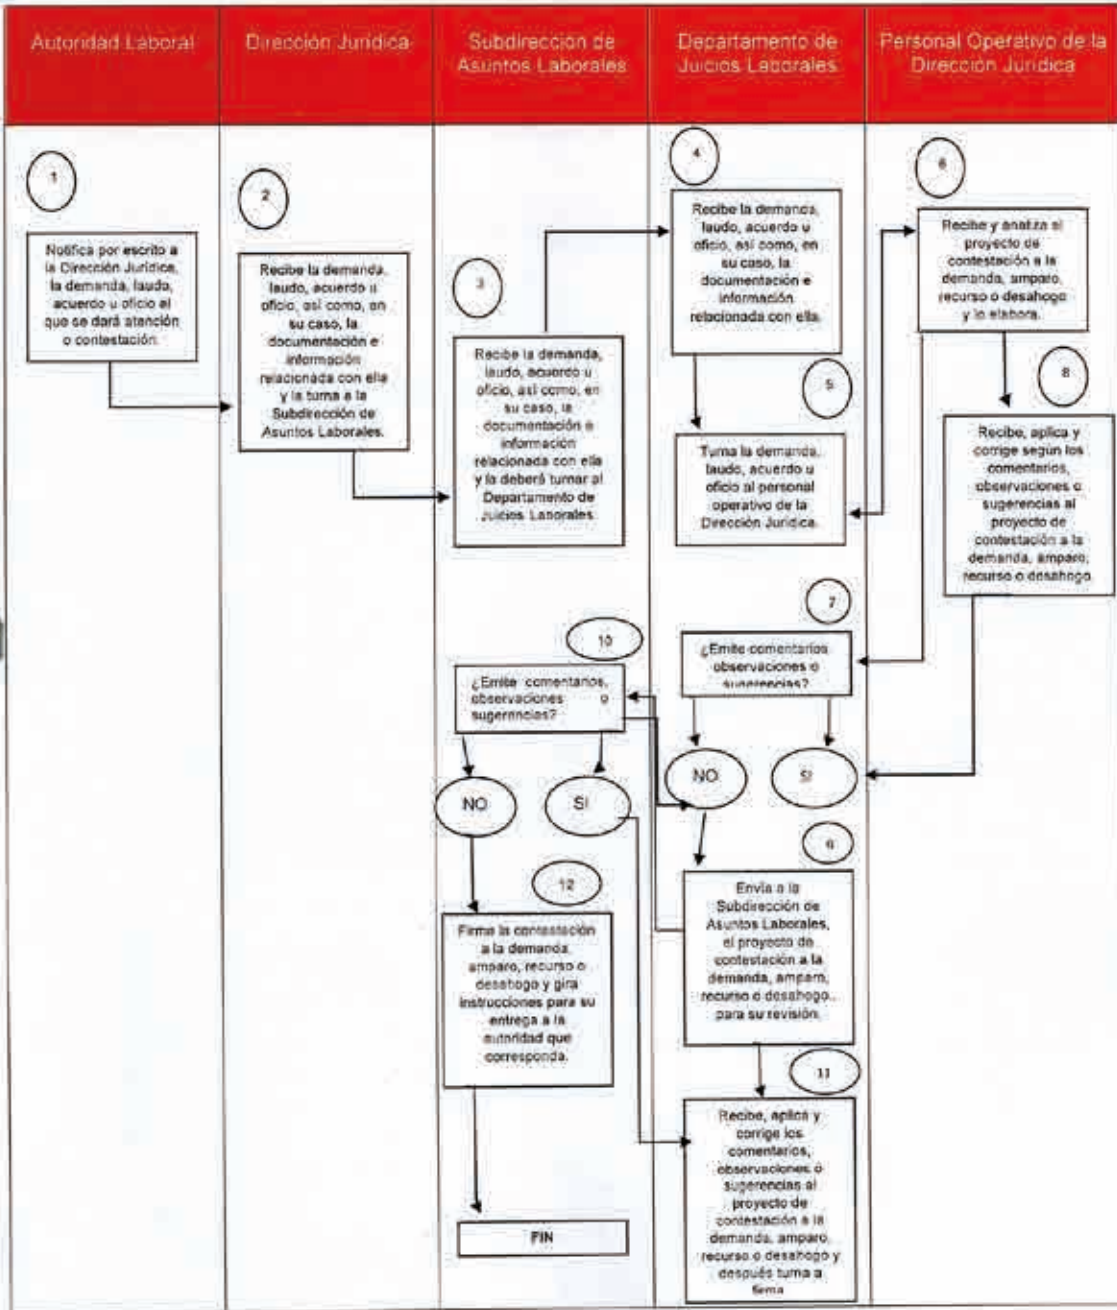 Autoridad Laboral
Dirección Jurídica
Subdirección de
Asuntos Laborales
Departamento de
Juicios Laborales
Personal Operativo de la
Dirección Jurídica
1
Notifica por escrito a
la Dirección Jurídica,
la demanda, laudo,
acuerdo u oficio al
que se dará atención
o contestación.
2
Recibe la demanda,
laudo, acuerdo u
oficio, así como, en
su caso, la
documentación e
información
relacionada con ella
y la turna a la
Subdirección de
Asuntos Laborales.
3
Recibe la demanda,
laudo, acuerdo u
oficio, así como, en
su caso, la
documentación e
información
relacionada con ella
y la deberá turnar al
Departamento de
Juicios Laborales
4
Recibe la demanda,
laudo, acuerdo u
oficio, así como, en
su caso, la
documentación e
información
relacionada con ella.
5
Turna la demanda,
laudo, acuerdo u
oficio al personal
operativo de la
Dirección Jurídica.
6
Recibe y analiza el
proyecto de
contestación a la
demanda, amparo,
recurso o desahogo
y lo elabora.
8
Recibe, aplica y
corrige según los
comentarios,
observaciones o
sugerencias al
proyecto de
contestación a la
demanda, amparo,
recurso o desahogo.
7
¿Emite comentarios
observaciones o
sugerencias?
NO
SI
9
Envía a la
Subdirección de
Asuntos Laborales,
el proyecto de
contestación a la
demanda, amparo,
recurso o desahogo,
para su revisión.
10
¿Emite comentarios,
observaciones o
sugerencias?
NO
SI
11
Recibe, aplica y
corrige los
comentarios,
observaciones o
sugerencias al
proyecto de
contestación a la
demanda, amparo,
recurso o desahogo y
después turna a
firma
12
Firma la contestación
a la demanda,
amparo, recurso o
desahogo y gira
instrucciones para su
entrega a la
autoridad que
corresponda.
FIN